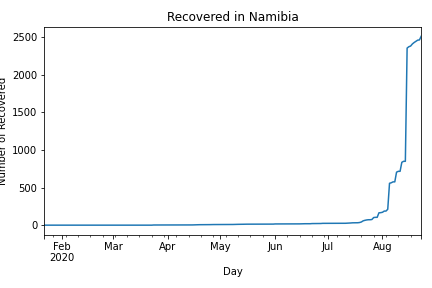 Recovered in Namibia
Number of Recovered
2500
2000
1500
1000
500
0
Feb
2020
Mar
Apr
May
Jun
Jul
Aug
Day